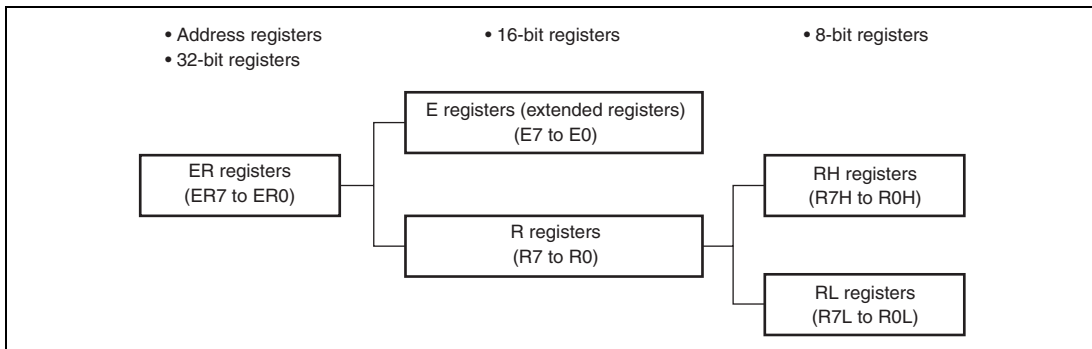 • Address registers
• 32-bit registers
• 16-bit registers
• 8-bit registers
E registers (extended registers)
(E7 to E0)
ER registers
(ER7 to ER0)
RH registers
(R7H to R0H)
R registers
(R7 to R0)
RL registers
(R7L to R0L)